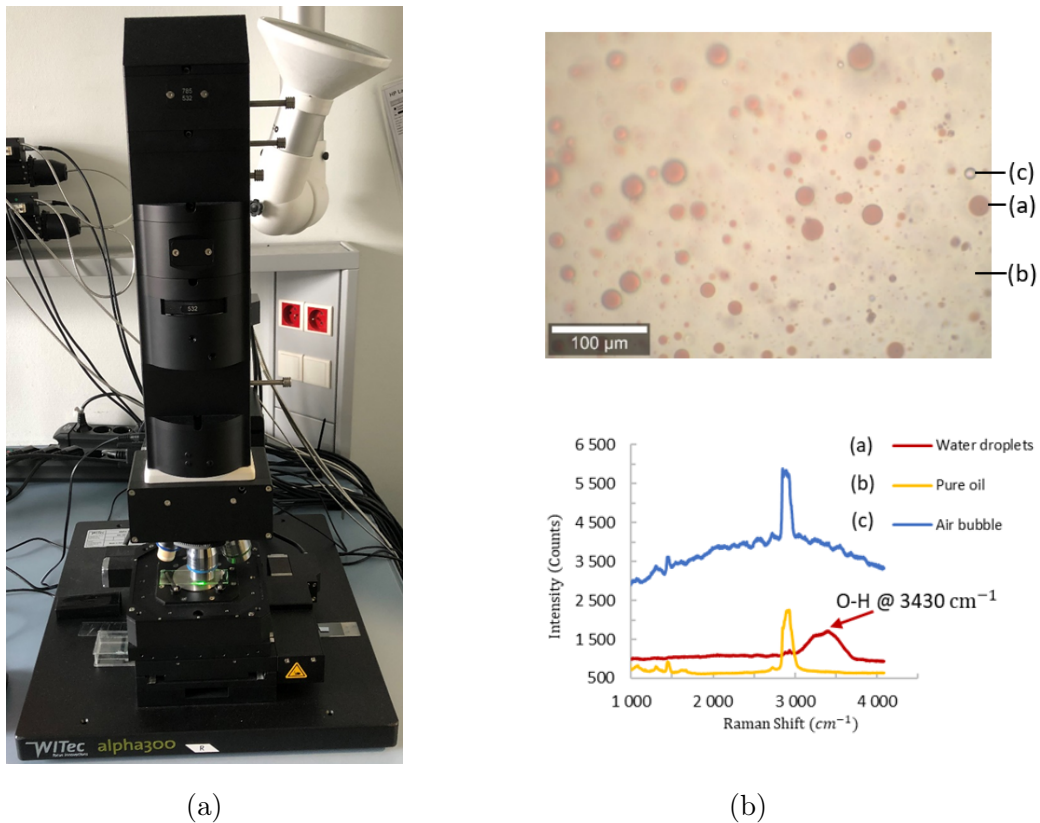 785
532
532
WITec alpha300 R
(a)
100 µm
(c)
(a)
(b)
6 500
5 500
4 500
3 500
2 500
1 500
500
Intensity (Counts)
(a) Water droplets
(b) Pure oil
(c) Air bubble
O-H @ 3430 cm⁻¹
1 000 2 000 3 000 4 000
Raman Shift (cm⁻¹)
(b)